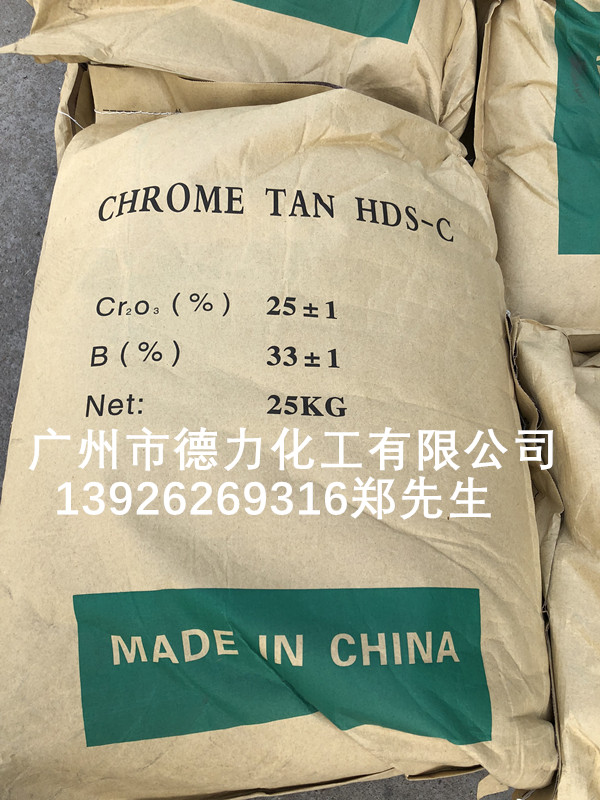 CHROME TAN HDS-C
Cr₂O₃(%) 25±1
B(%) 33±1
Net: 25KG
广州市德力化工有限公司
13926269316郑先生
MADE IN CHINA